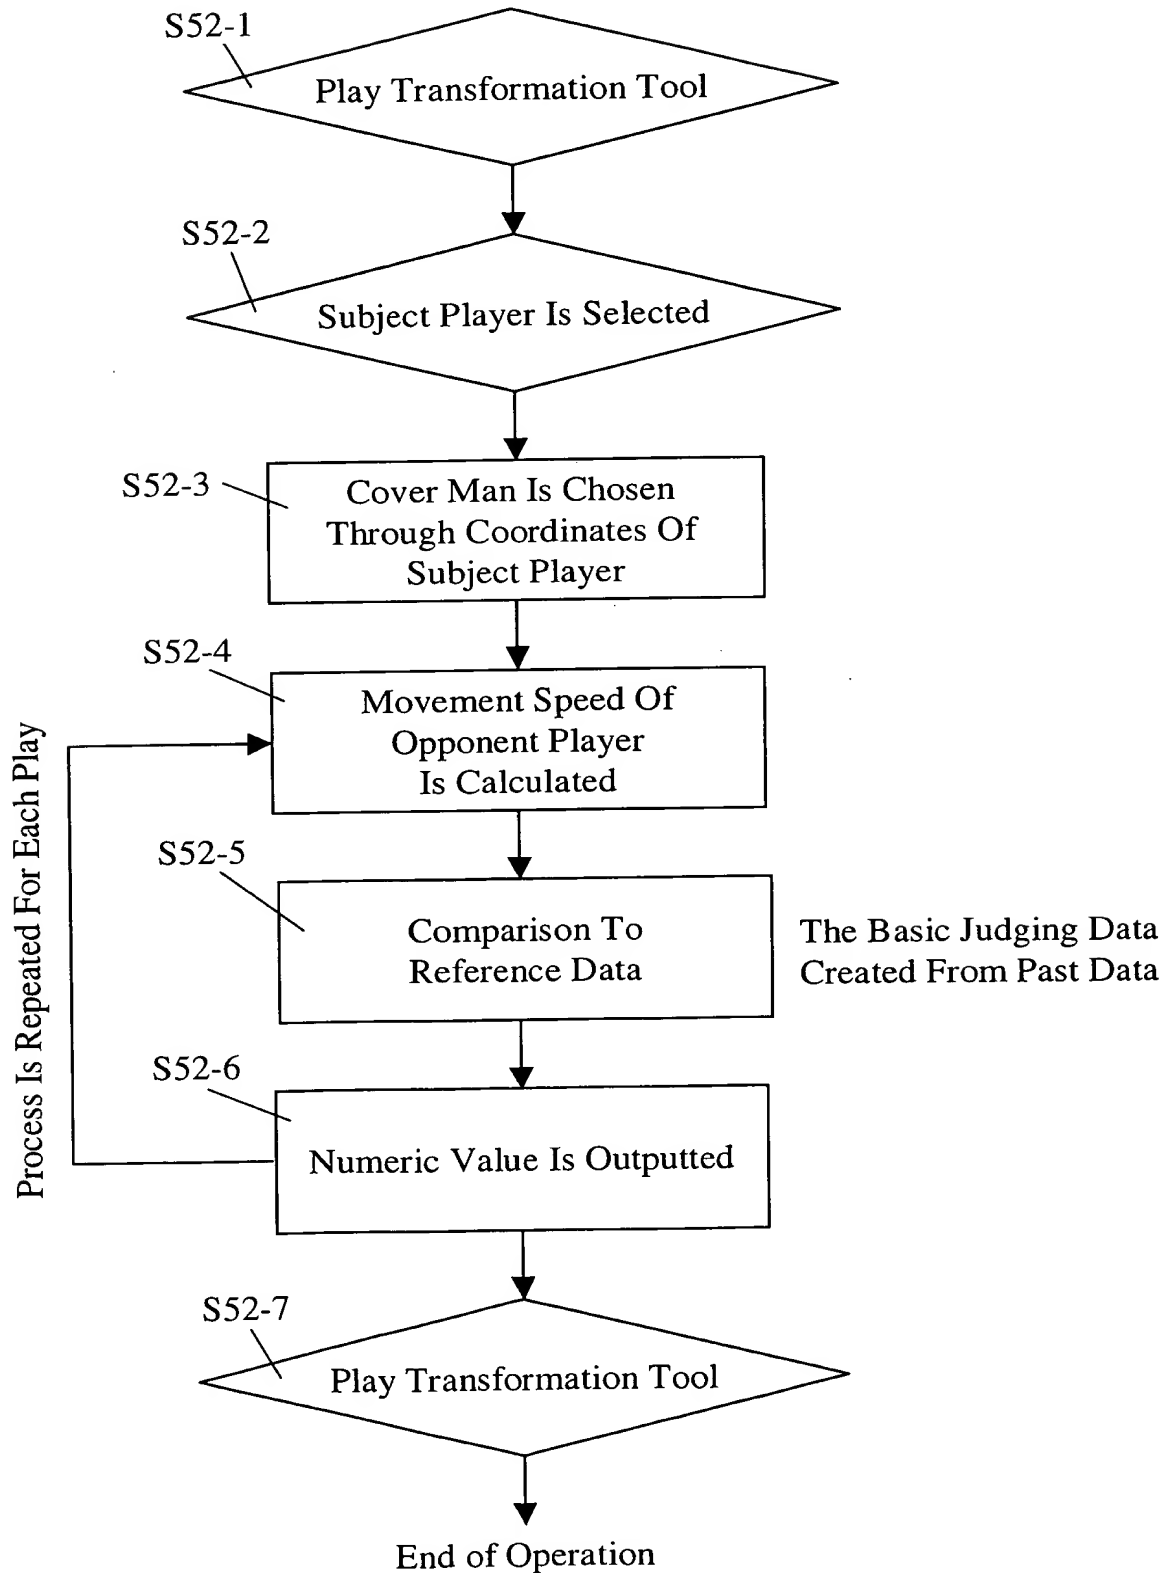 S52-1
Play Transformation Tool
S52-2
Subject Player Is Selected
S52-3
Cover Man Is Chosen
Through Coordinates Of
Subject Player
S52-4
Movement Speed Of
Opponent Player
Is Calculated
Process Is Repeated For Each Play
S52-5
Comparison To
Reference Data
The Basic Judging Data
Created From Past Data
S52-6
Numeric Value Is Outputted
S52-7
Play Transformation Tool
End of Operation